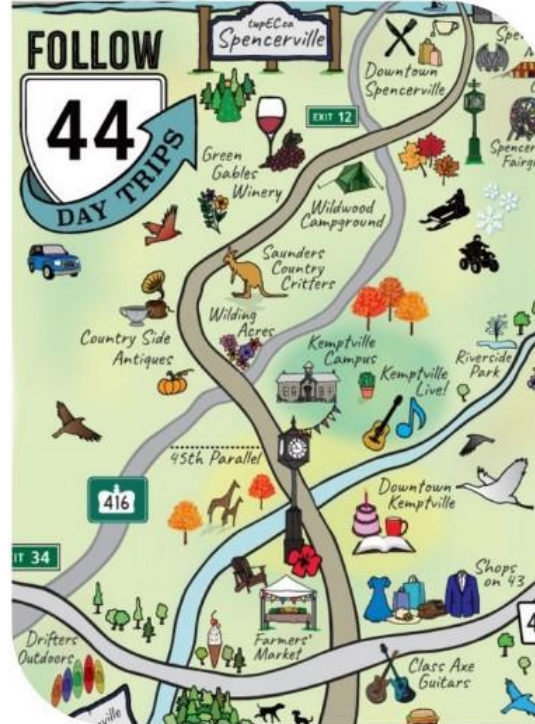 tupECo
Spencerville
FOLLOW
44
DAY TRIPS
Downtown
Spencerville
EXIT 12
Green
Gables
Winery
Wildwood
Campground
Saunders
Country
Critters
Wilding
Acres
Country Side
Antiques
Kemptville
Campus
Kemptville
Live!
Riverside
Park
45th Parallel
416
Downtown
Kemptville
IT 34
Shops
on 43
Farmers'
Market
Drifters
Outdoors
Class Axe
Guitars
ville